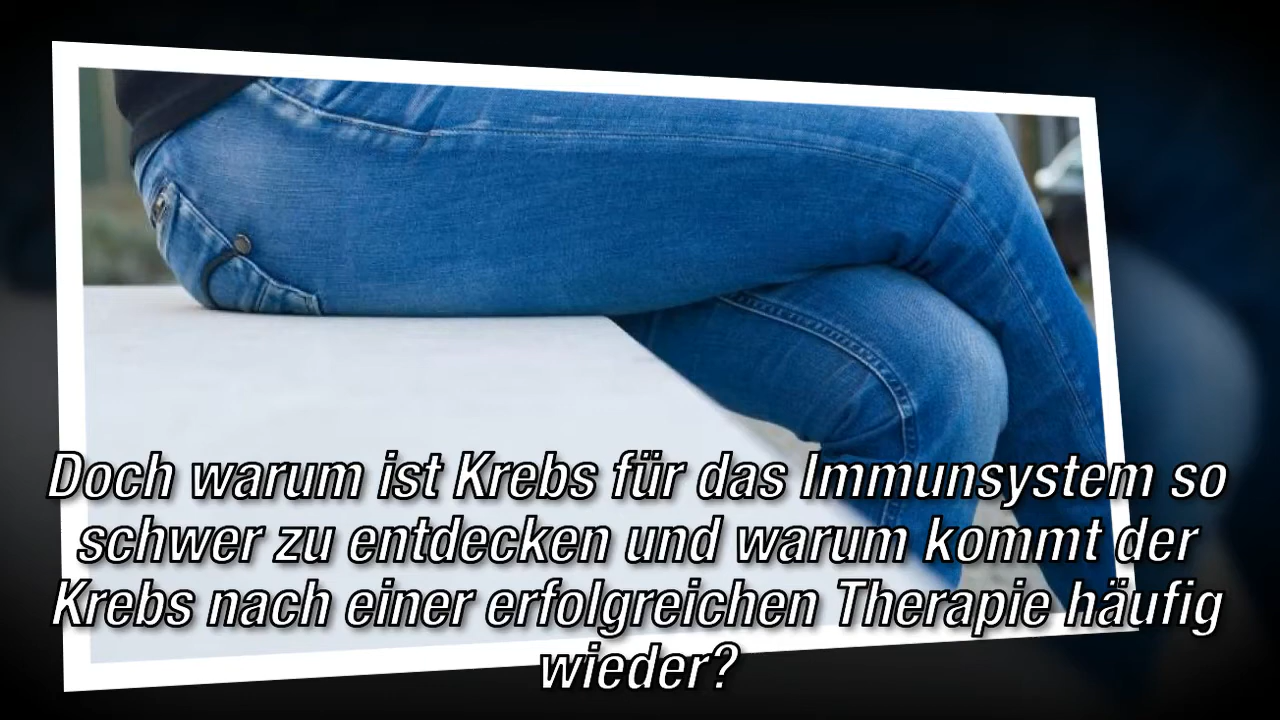 Doch warum ist Krebs für das Immunsystem so
schwer zu entdecken und warum kommt der
Krebs nach einer erfolgreichen Therapie häufig
wieder?